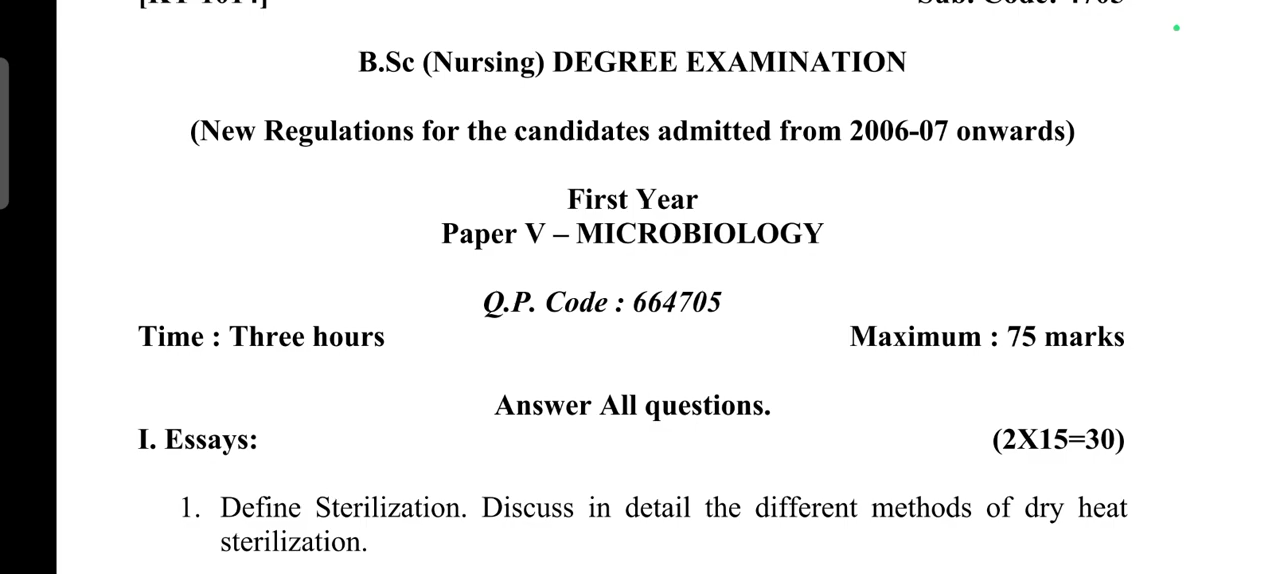 B.Sc (Nursing) DEGREE EXAMINATION
(New Regulations for the candidates admitted from 2006-07 onwards)
First Year
Paper V – MICROBIOLOGY
Q.P. Code : 664705
Time : Three hours Maximum : 75 marks
Answer All questions.
I. Essays: (2X15=30)
1. Define Sterilization. Discuss in detail the different methods of dry heat
sterilization.